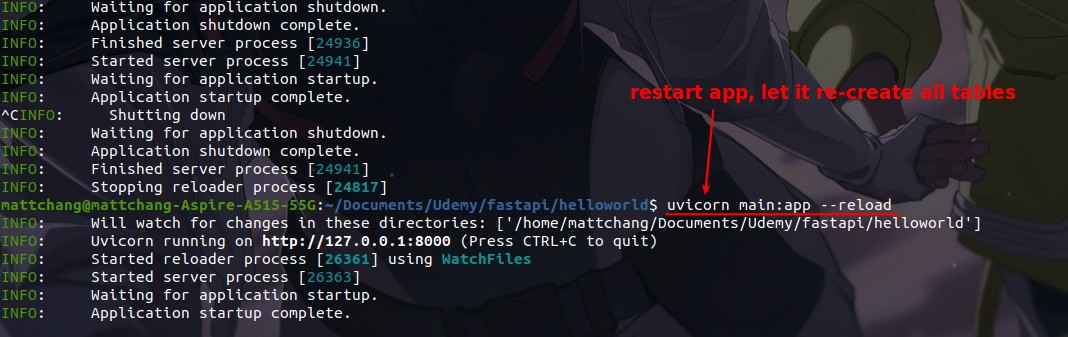 INFO:     Waiting for application shutdown.
INFO:     Application shutdown complete.
INFO:     Finished server process [24936]
INFO:     Started server process [24941]
INFO:     Waiting for application startup.
INFO:     Application startup complete.
restart app, let it re-create all tables
^CINFO:     Shutting down
INFO:     Waiting for application shutdown.
INFO:     Application shutdown complete.
INFO:     Finished server process [24941]
INFO:     Stopping reloader process [24817]
mattchang@mattchang-Aspire-A515-55G:~/Documents/Udemy/fastapi/helloworld$ uvicorn main:app --reload
INFO:     Will watch for changes in these directories: ['/home/mattchang/Documents/Udemy/fastapi/helloworld']
INFO:     Uvicorn running on http://127.0.0.1:8000 (Press CTRL+C to quit)
INFO:     Started reloader process [26361] using WatchFiles
INFO:     Started server process [26363]
INFO:     Waiting for application startup.
INFO:     Application startup complete.